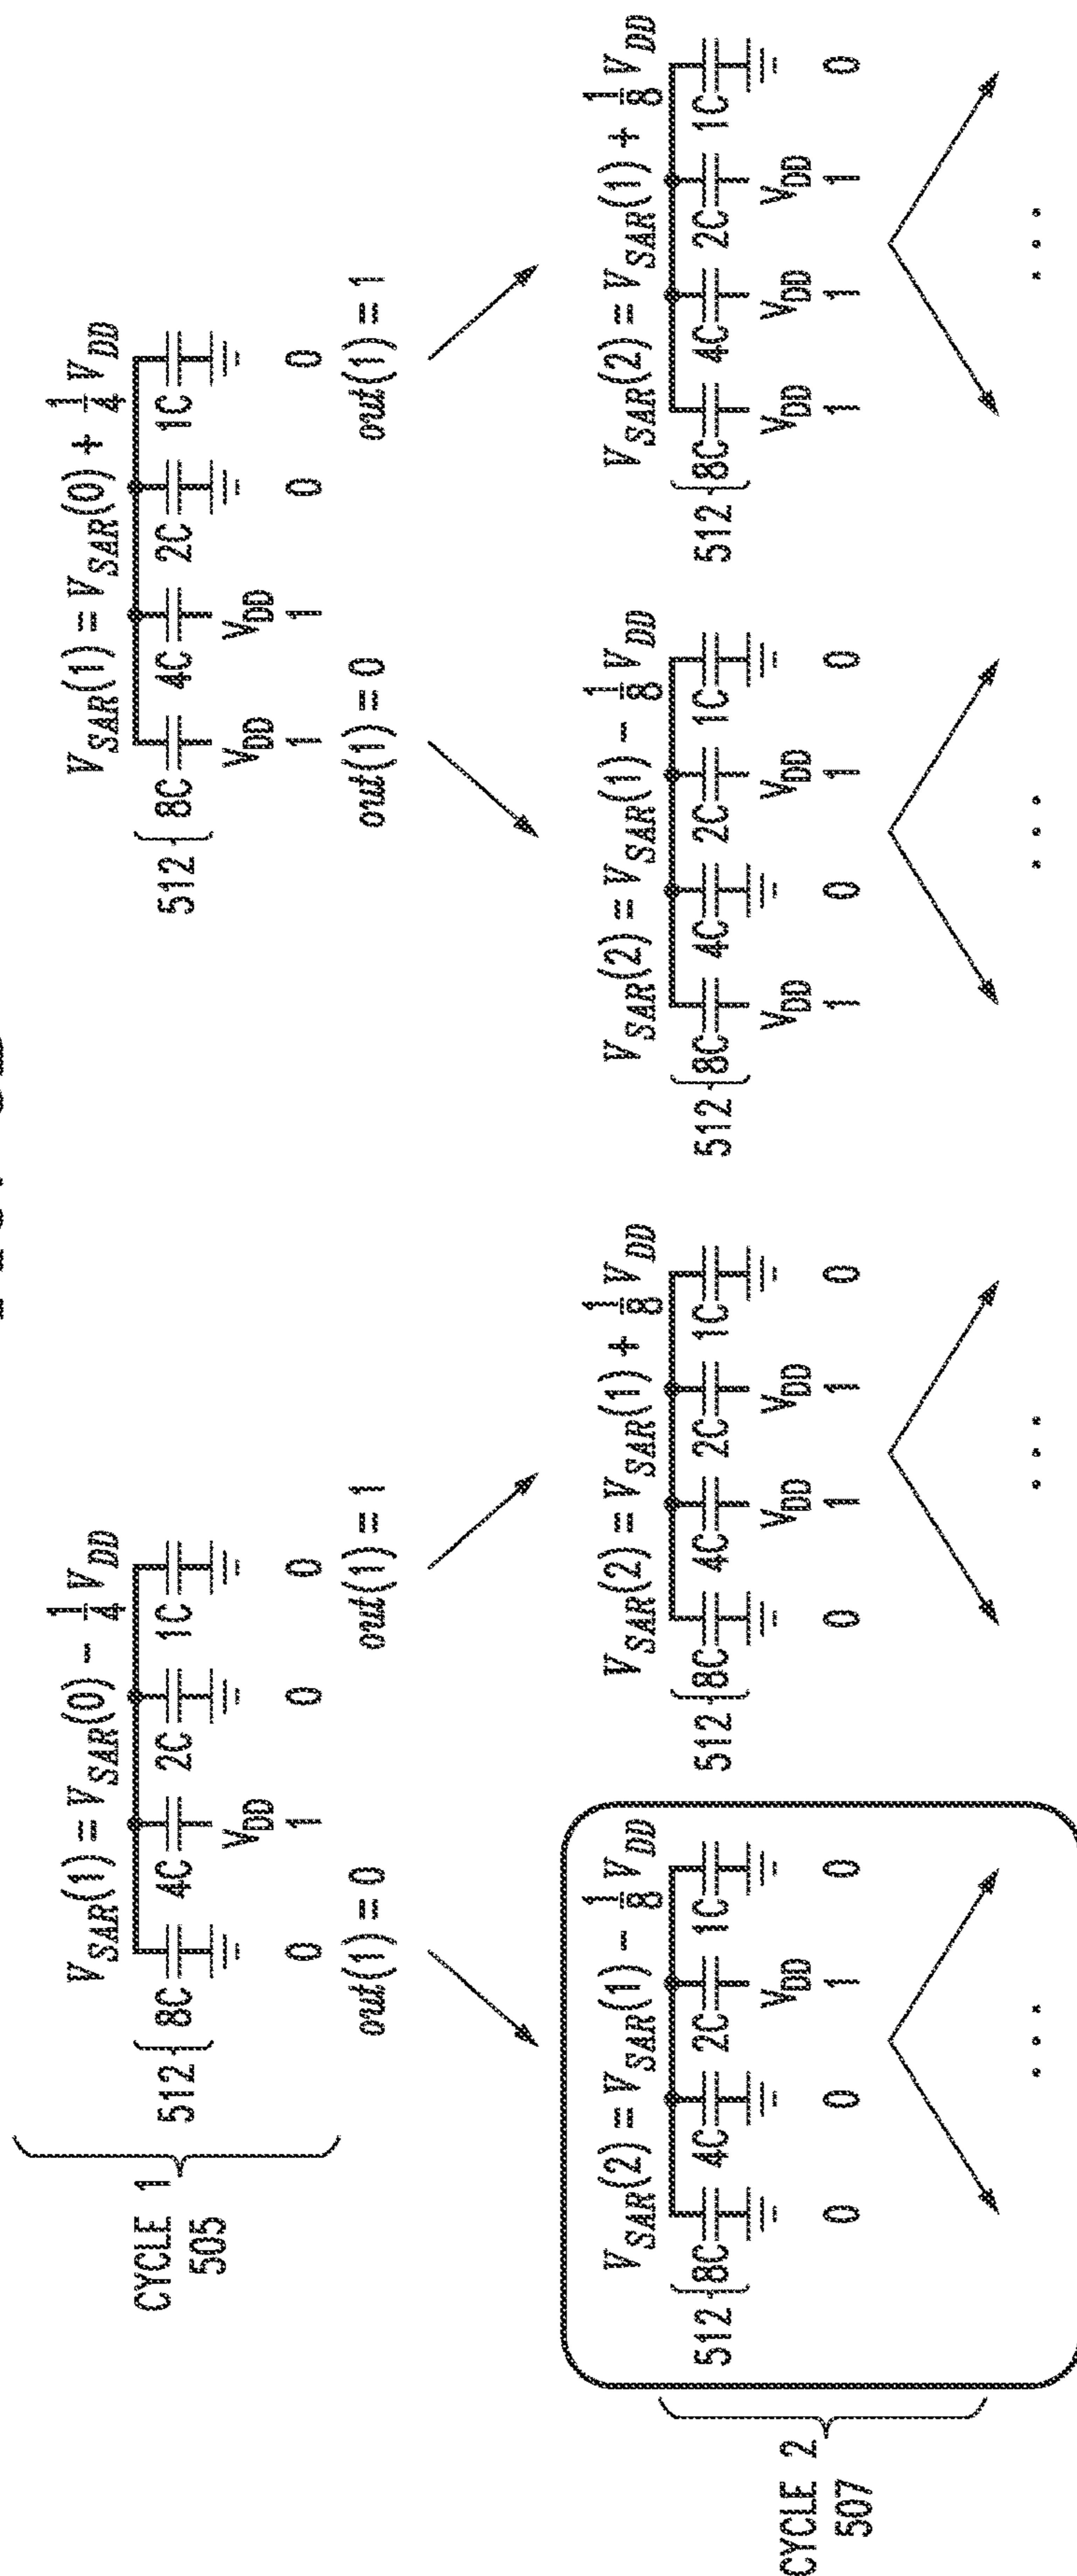 CYCLE 1
505
V_SAR(1) = V_SAR(0) - 1/4 V_DD
512 8C 4C 2C 1C
V_DD
0 1 0 0
out(1) = 0 out(1) = 1
V_SAR(1) = V_SAR(0) + 1/4 V_DD
512 8C 4C 2C 1C
V_DD V_DD
1 1 0 0
out(1) = 0 out(1) = 1
CYCLE 2
507
V_SAR(2) = V_SAR(1) - 1/8 V_DD
512 8C 4C 2C 1C
V_DD
0 0 1 0
...
V_SAR(2) = V_SAR(1) + 1/8 V_DD
512 8C 4C 2C 1C
V_DD V_DD
0 1 1 0
...
V_SAR(2) = V_SAR(1) - 1/8 V_DD
512 8C 4C 2C 1C
V_DD V_DD
1 0 1 0
...
V_SAR(2) = V_SAR(1) + 1/8 V_DD
512 8C 4C 2C 1C
V_DD V_DD V_DD
1 1 1 0
...